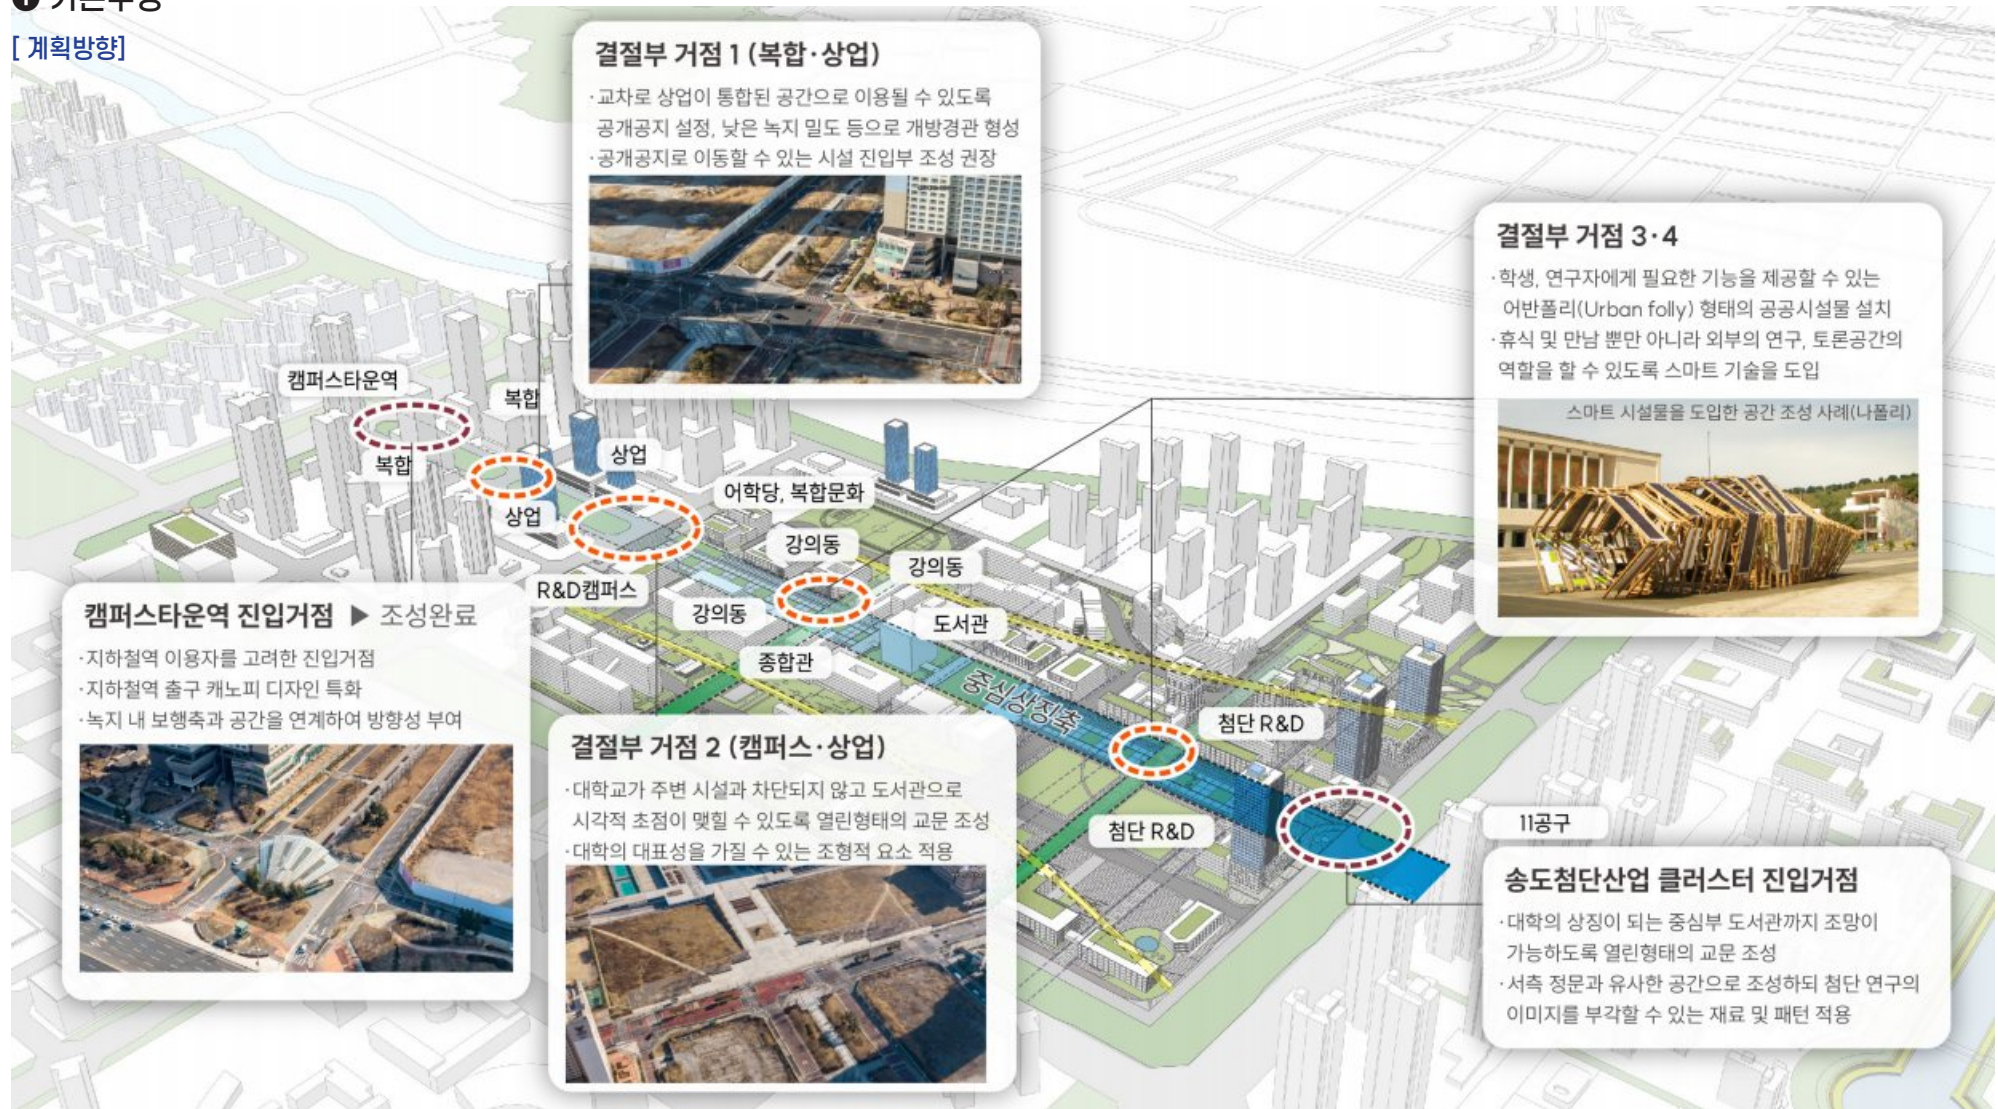 [ 계획방향]
결절부 거점 1 (복합·상업)
·교차로 상업이 통합된 공간으로 이용될 수 있도록
공개공지 설정, 낮은 녹지 밀도 등으로 개방경관 형성
·공개공지로 이동할 수 있는 시설 진입부 조성 권장
결절부 거점 3·4
·학생, 연구자에게 필요한 기능을 제공할 수 있는
어반폴리(Urban folly) 형태의 공공시설물 설치
·휴식 및 만남 뿐만 아니라 외부의 연구, 토론공간의
역할을 할 수 있도록 스마트 기술을 도입
스마트 시설물을 도입한 공간 조성 사례(나폴리)
캠퍼스타운역
복합
복합
상업
상업
어학당, 복합문화
강의동
강의동
R&D캠퍼스
강의동
도서관
종합관
중심상징축
첨단 R&D
첨단 R&D
11공구
캠퍼스타운역 진입거점 ▶ 조성완료
·지하철역 이용자를 고려한 진입거점
·지하철역 출구 캐노피 디자인 특화
·녹지 내 보행축과 공간을 연계하여 방향성 부여
결절부 거점 2 (캠퍼스·상업)
·대학교가 주변 시설과 차단되지 않고 도서관으로
시각적 초점이 맺힐 수 있도록 열린형태의 교문 조성
·대학의 대표성을 가질 수 있는 조형적 요소 적용
송도첨단산업 클러스터 진입거점
·대학의 상징이 되는 중심부 도서관까지 조망이
가능하도록 열린형태의 교문 조성
·서측 정문과 유사한 공간으로 조성하되 첨단 연구의
이미지를 부각할 수 있는 재료 및 패턴 적용